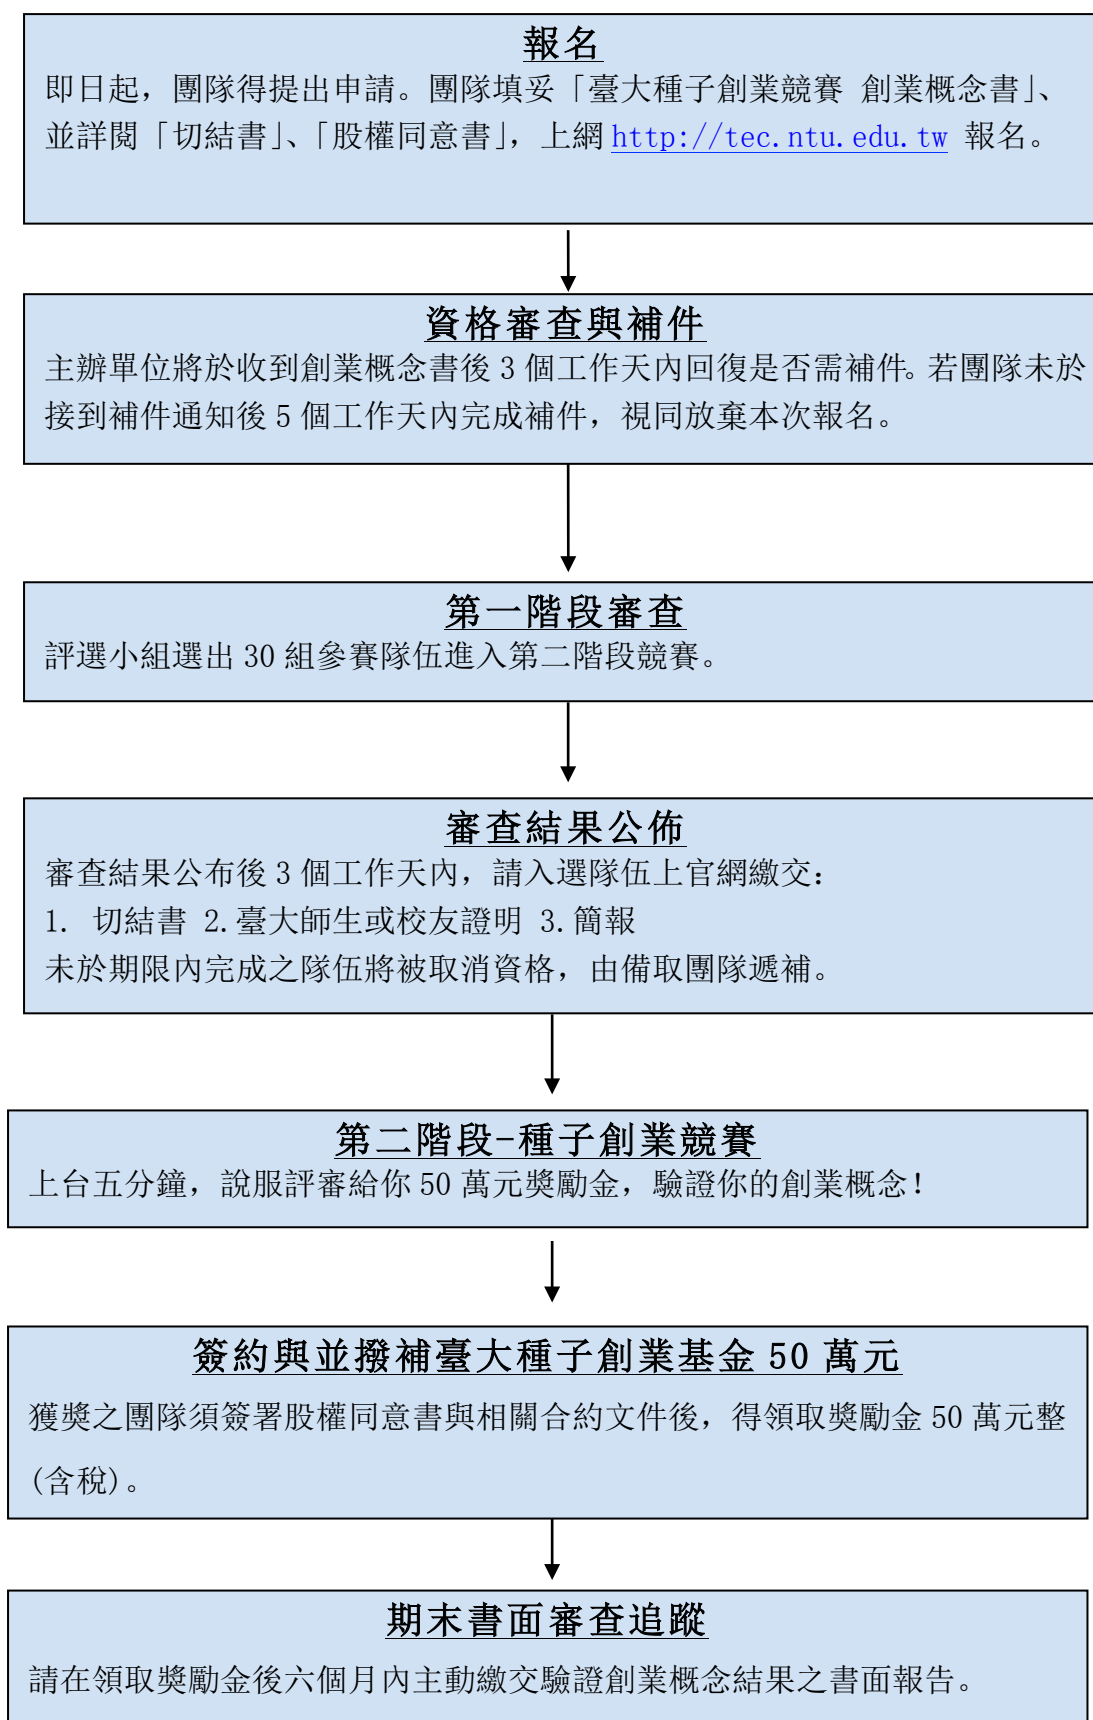 報名
即日起，團隊得提出申請。團隊填妥「臺大種子創業競賽 創業概念書」、
並詳閱「切結書」、「股權同意書」，上網 http://tec.ntu.edu.tw 報名。
資格審查與補件
主辦單位將於收到創業概念書後 3 個工作天內回復是否需補件。若團隊未於
接到補件通知後 5 個工作天內完成補件，視同放棄本次報名。
第一階段審查
評選小組選出 30 組參賽隊伍進入第二階段競賽。
審查結果公佈
審查結果公布後 3 個工作天內，請入選隊伍上官網繳交：
1. 切結書 2.臺大師生或校友證明 3.簡報
未於期限內完成之隊伍將被取消資格，由備取團隊遞補。
第二階段-種子創業競賽
上台五分鐘，說服評審給你 50 萬元獎勵金，驗證你的創業概念！
簽約與並撥補臺大種子創業基金 50 萬元
獲獎之團隊須簽署股權同意書與相關合約文件後，得領取獎勵金 50 萬元整
(含稅)。
期末書面審查追蹤
請在領取獎勵金後六個月內主動繳交驗證創業概念結果之書面報告。